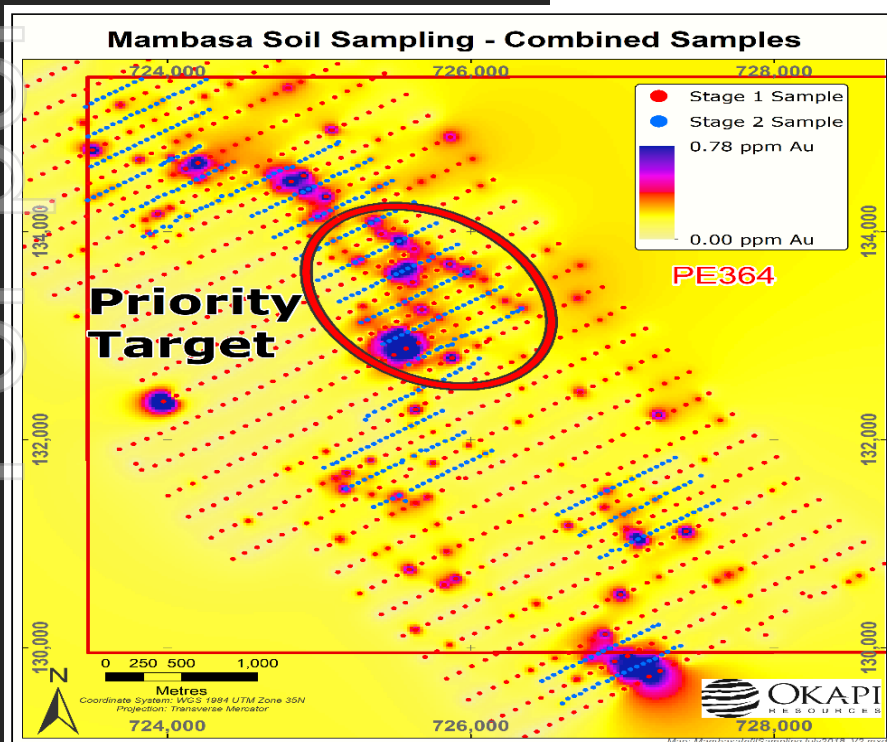 Mambasa Soil Sampling - Combined Samples
724,000
726,000
728,000
Stage 1 Sample
Stage 2 Sample
0.78 ppm Au
0.00 ppm Au
134,000
134,000
PE364
Priority
Target
132,000
132,000
130,000
130,000
0 250 500 1,000
Metres
N
Coordinate System: WGS 1984 UTM Zone 35N
Projection: Transverse Mercator
OKAPI
RESOURCES
724,000
726,000
728,000